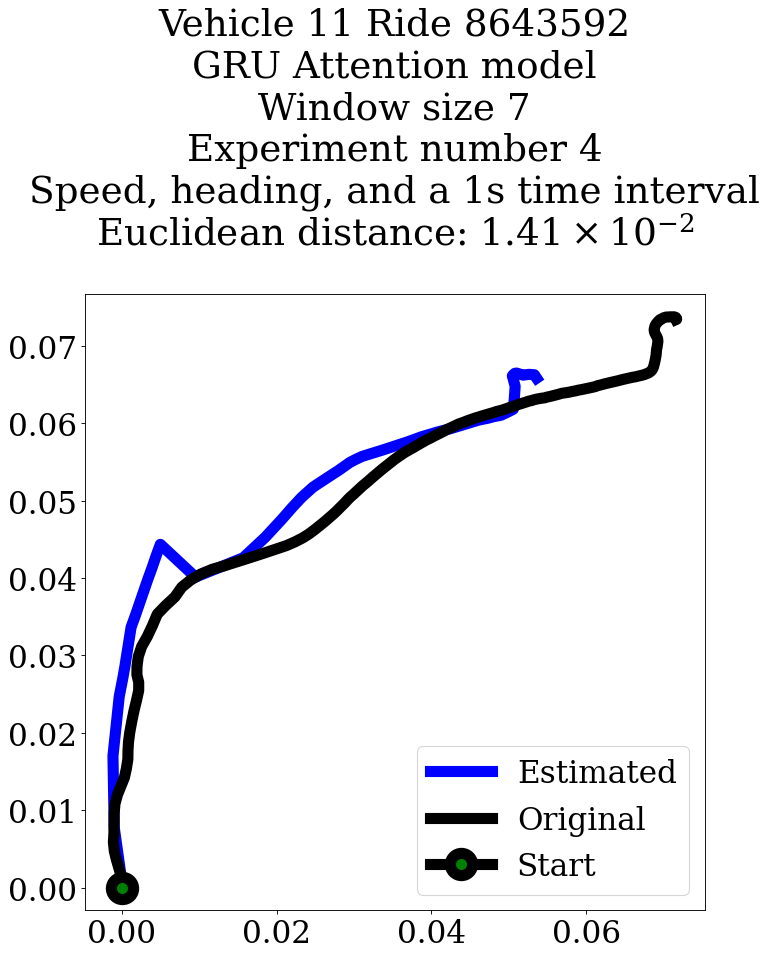 Vehicle 11 Ride 8643592
GRU Attention model
Window size 7
Experiment number 4
Speed, heading, and a 1s time interval
Euclidean distance: 1.41 × 10⁻²
0.07
0.06
0.05
0.04
0.03
0.02
0.01
0.00
Estimated
Original
Start
0.00 0.02 0.04 0.06